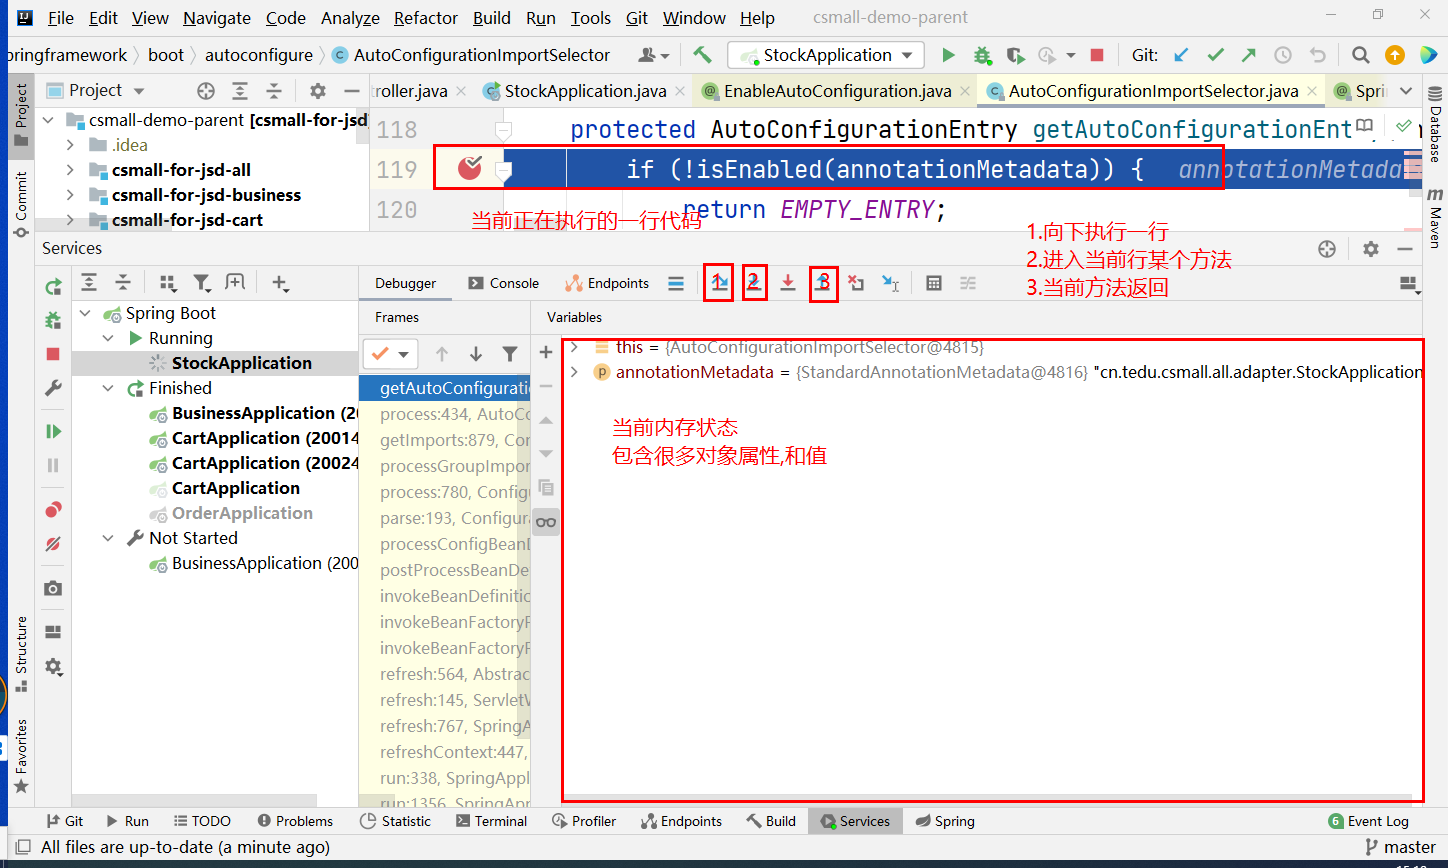 File Edit View Navigate Code Analyze Refactor Build Run Tools Git Window Help csmall-demo-parent
pringframework boot autoconfigure AutoConfigurationImportSelector StockApplication Git:
Project troller.java StockApplication.java EnableAutoConfiguration.java AutoConfigurationImportSelector.java Spri
csmall-demo-parent [csmall-for-jsd]
.idea
csmall-for-jsd-all
csmall-for-jsd-business
csmall-for-jsd-cart
118 protected AutoConfigurationEntry getAutoConfigurationEnt
119 if (!isEnabled(annotationMetadata)) { annotationMetada
120 return EMPTY_ENTRY;
当前正在执行的一行代码
1.向下执行一行
2.进入当前行某个方法
3.当前方法返回
Project
Commit
Structure
Favorites
Database
Maven
Services
Debugger Console Endpoints 1 2 3
Spring Boot
Running
StockApplication
Finished
BusinessApplication (20
CartApplication (20014
CartApplication (20024
CartApplication
OrderApplication
Not Started
BusinessApplication (200
Frames
getAutoConfiguratio
process:434, AutoCo
getImports:879, Con
processGroupImpor
process:780, Configu
parse:193, Configura
processConfigBeanD
postProcessBeanDe
invokeBeanDefinitic
invokeBeanFactoryF
invokeBeanFactoryF
refresh:564, Abstrac
refresh:145, ServletV
refresh:767, SpringA
refreshContext:447,
run:338, SpringAppl
run:1356, SpringApp
Variables
this = {AutoConfigurationImportSelector@4815}
annotationMetadata = {StandardAnnotationMetadata@4816} "cn.tedu.csmall.all.adapter.StockApplication
当前内存状态
包含很多对象属性,和值
Git Run TODO Problems Statistic Terminal Profiler Endpoints Build Services Spring 6 Event Log
All files are up-to-date (a minute ago) master